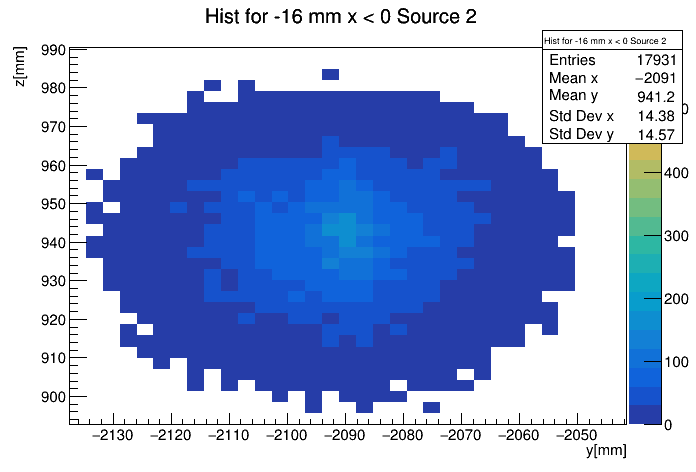 Hist for -16 mm x < 0 Source 2
Hist for -16 mm x < 0 Source 2
Entries 17931
Mean x −2091
Mean y 941.2
Std Dev x 14.38
Std Dev y 14.57
z[mm]
990
980
970
960
950
940
930
920
910
900
−2130 −2120 −2110 −2100 −2090 −2080 −2070 −2060 −2050
y[mm]
0
400
300
200
100
0